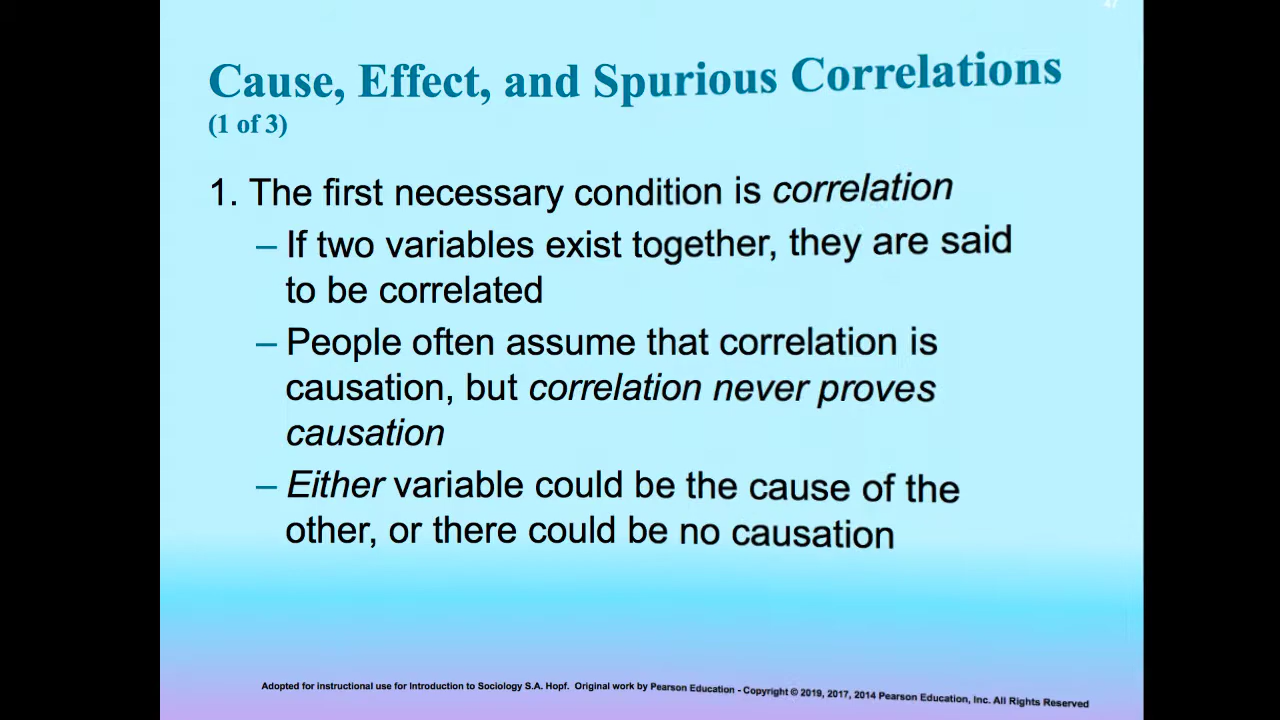 47
Cause, Effect, and Spurious Correlations
(1 of 3)
1. The first necessary condition is correlation
– If two variables exist together, they are said
to be correlated
– People often assume that correlation is
causation, but correlation never proves
causation
– Either variable could be the cause of the
other, or there could be no causation
Adopted for instructional use for Introduction to Sociology S.A. Hopf. Original work by Pearson Education - Copyright © 2019, 2017, 2014 Pearson Education, Inc. All Rights Reserved